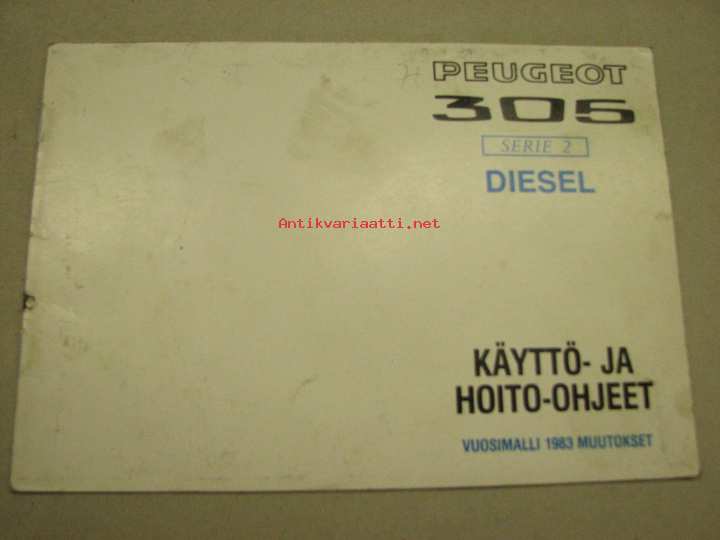 PEUGEOT
305
SERIE 2
DIESEL
Antikvariaatti.net
KÄYTTÖ- JA
HOITO-OHJEET
VUOSIMALLI 1983 MUUTOKSET